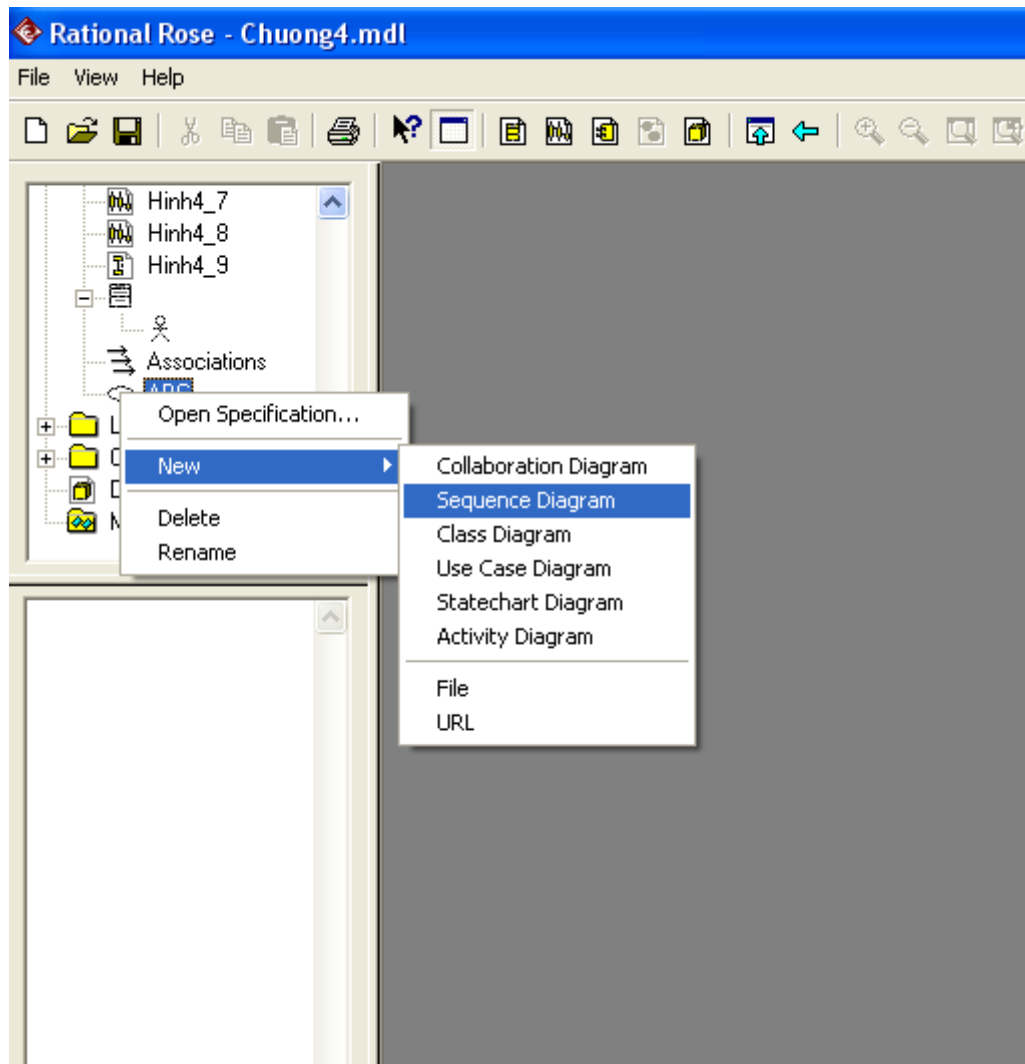 Rational Rose - Chuong4.mdl
File View Help
Hinh4_7
Hinh4_8
Hinh4_9
Associations
Open Specification...
New
Delete
Rename
Collaboration Diagram
Sequence Diagram
Class Diagram
Use Case Diagram
Statechart Diagram
Activity Diagram
File
URL